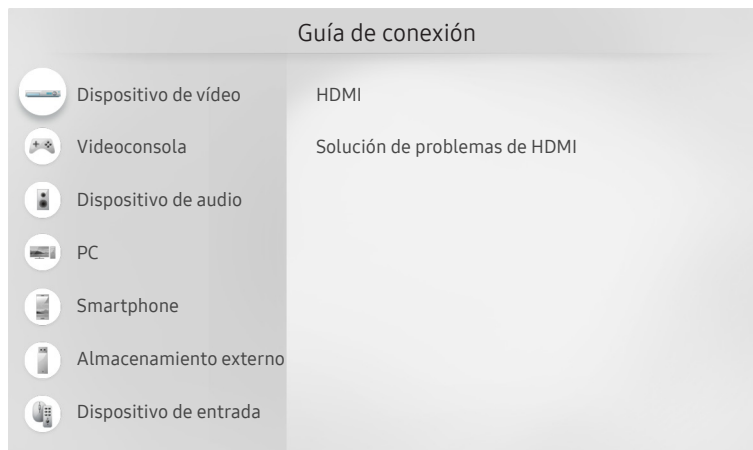 Guía de conexión
Dispositivo de vídeo
Videoconsola
Dispositivo de audio
PC
Smartphone
Almacenamiento externo
Dispositivo de entrada
HDMI
Solución de problemas de HDMI